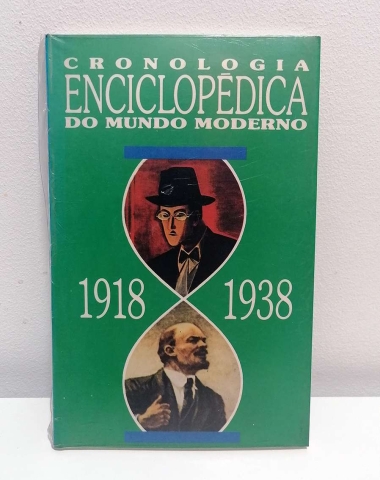 CRONOLOGIA
ENCICLOPÉDICA
DO MUNDO MODERNO
1918 1938